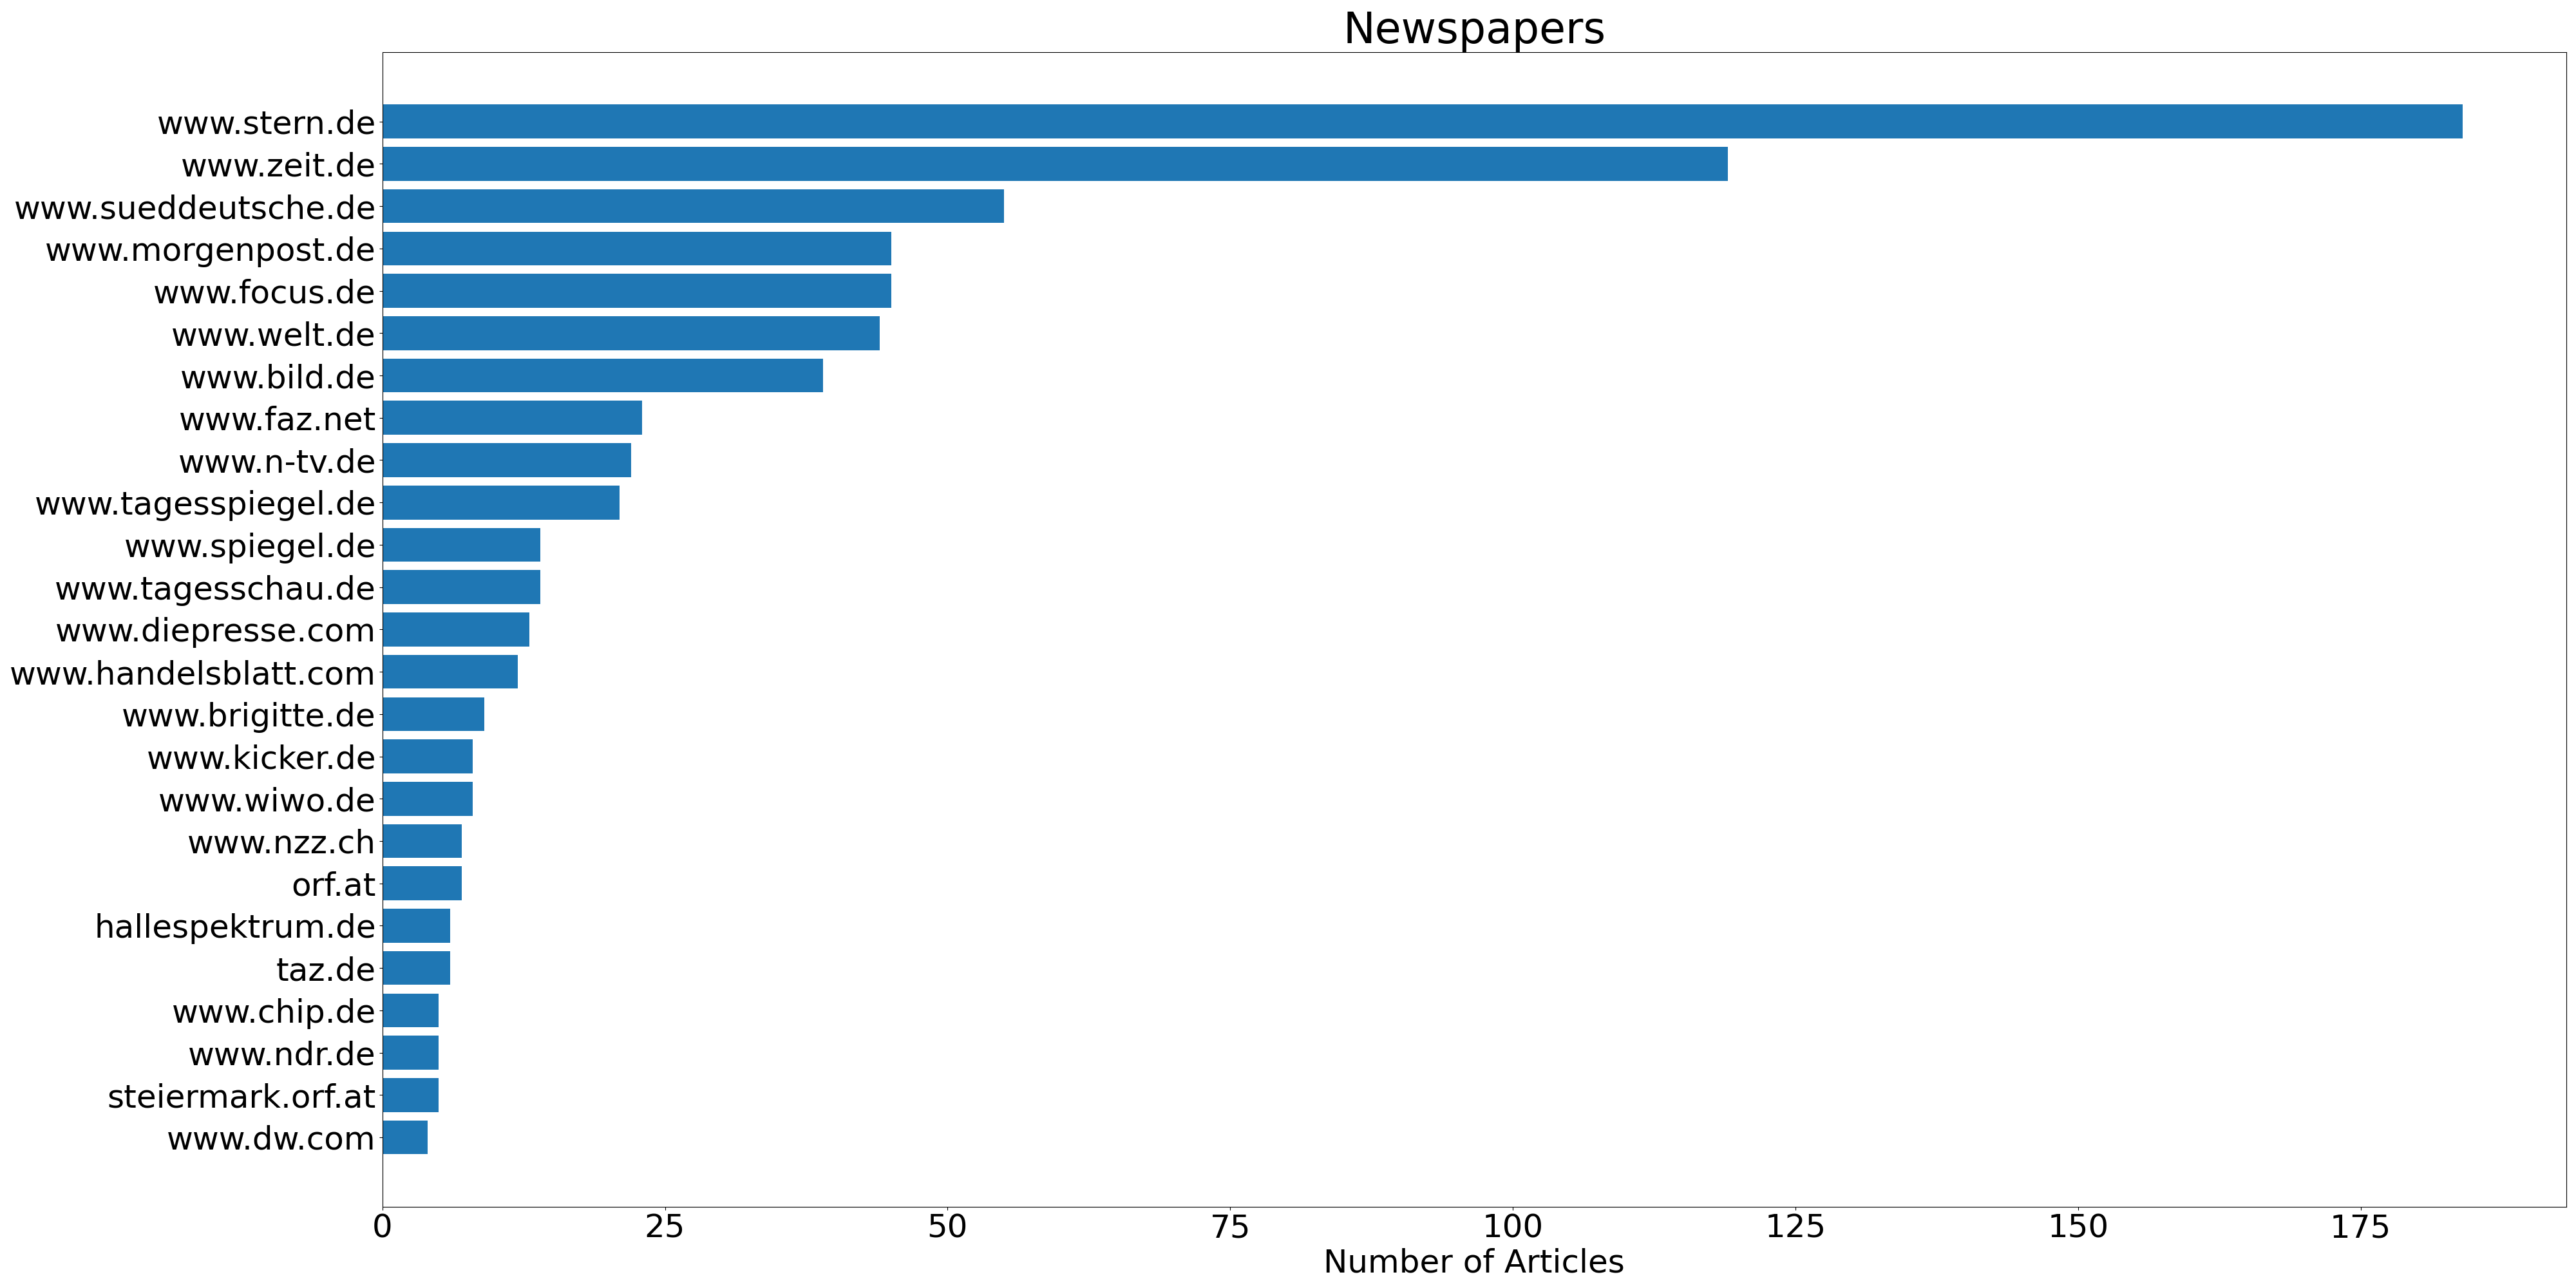 Newspapers
www.stern.de
www.zeit.de
www.sueddeutsche.de
www.morgenpost.de
www.focus.de
www.welt.de
www.bild.de
www.faz.net
www.n-tv.de
www.tagesspiegel.de
www.spiegel.de
www.tagesschau.de
www.diepresse.com
www.handelsblatt.com
www.brigitte.de
www.kicker.de
www.wiwo.de
www.nzz.ch
orf.at
hallespektrum.de
taz.de
www.chip.de
www.ndr.de
steiermark.orf.at
www.dw.com
0 25 50 75 100 125 150 175
Number of Articles